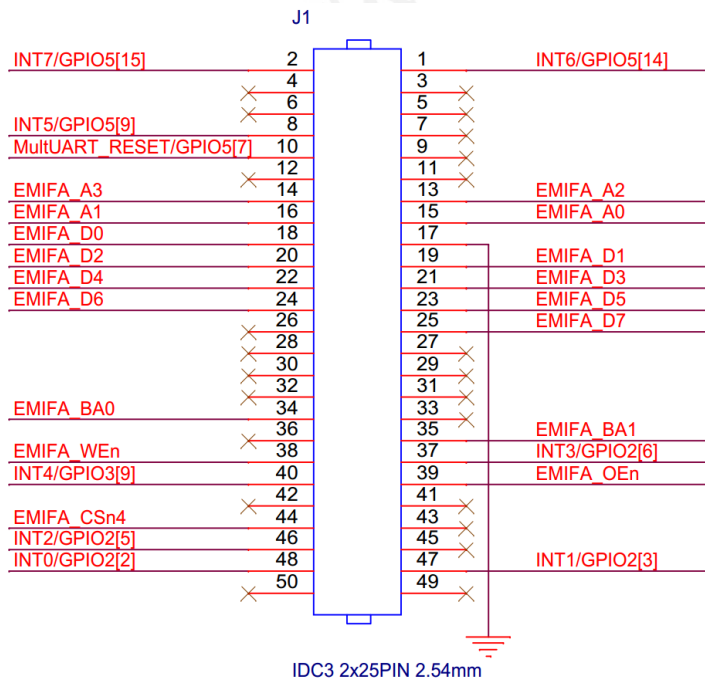 J1
INT7/GPIO5[15] 2 1 INT6/GPIO5[14]
4 3
6 5
INT5/GPIO5[9] 8 7
MultUART_RESET/GPIO5[7] 10 9
12 11
EMIFA_A3 14 13 EMIFA_A2
EMIFA_A1 16 15 EMIFA_A0
EMIFA_D0 18 17
EMIFA_D2 20 19 EMIFA_D1
EMIFA_D4 22 21 EMIFA_D3
EMIFA_D6 24 23 EMIFA_D5
26 25 EMIFA_D7
28 27
30 29
32 31
EMIFA_BA0 34 33
36 35 EMIFA_BA1
EMIFA_WEn 38 37 INT3/GPIO2[6]
INT4/GPIO3[9] 40 39 EMIFA_OEn
42 41
EMIFA_CSn4 44 43
INT2/GPIO2[5] 46 45
INT0/GPIO2[2] 48 47 INT1/GPIO2[3]
50 49
IDC3 2x25PIN 2.54mm